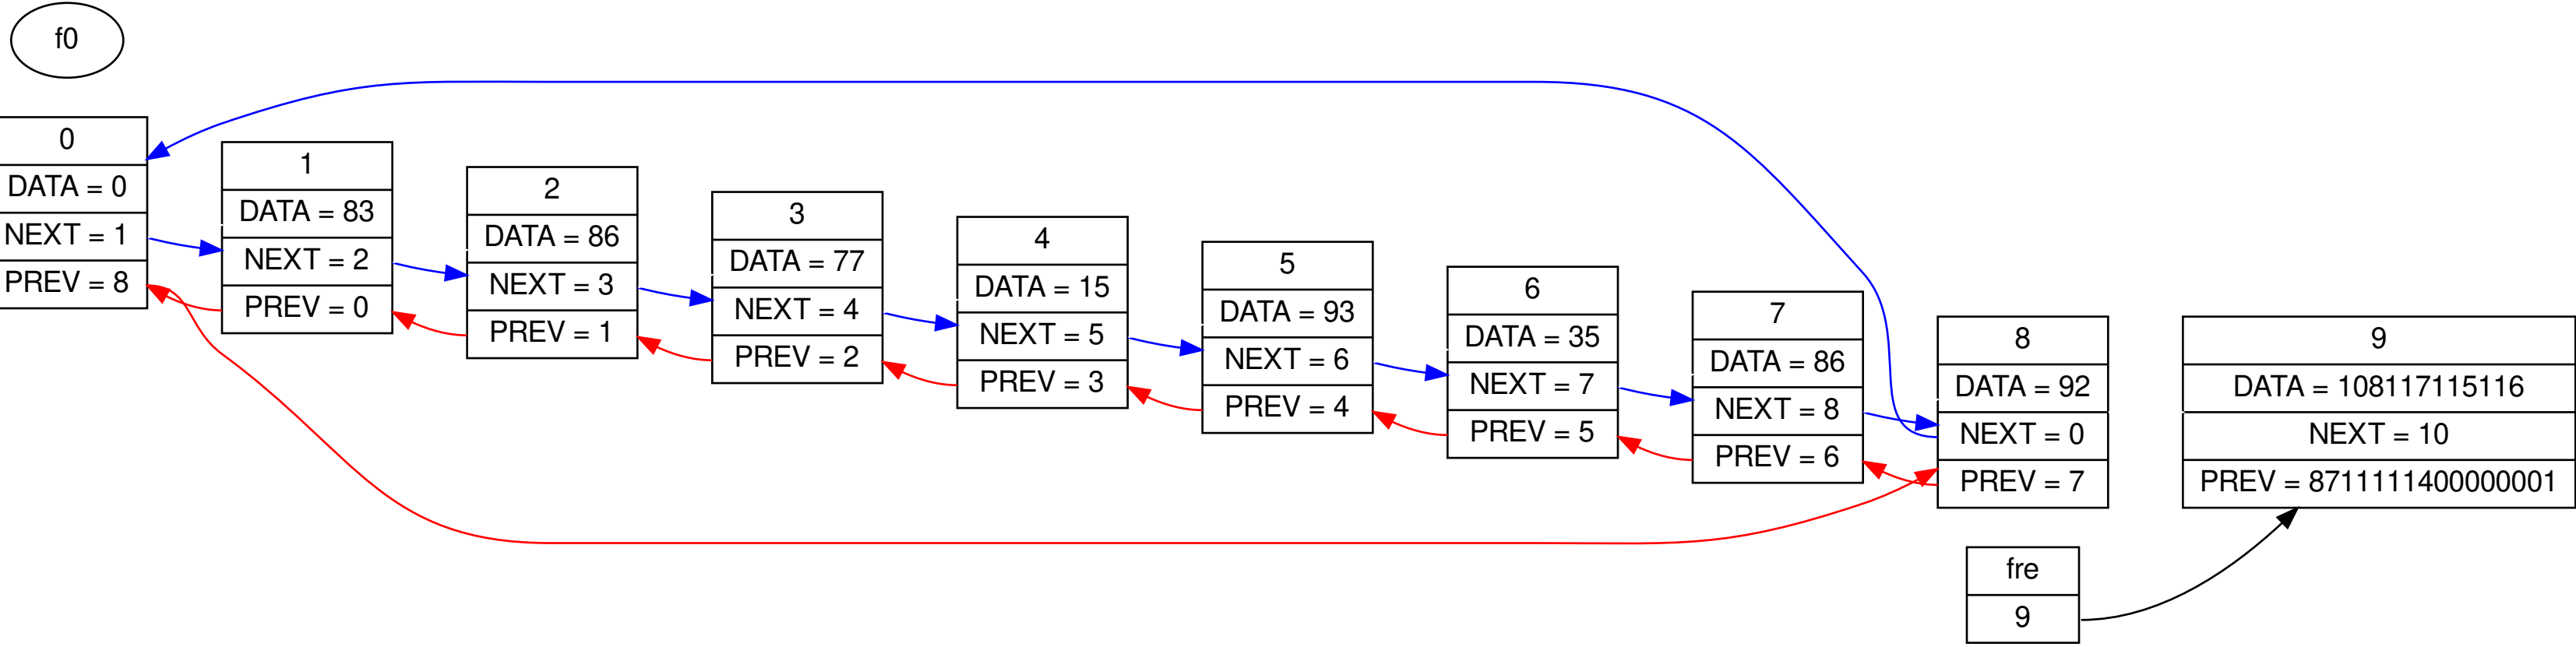 f0
0
DATA = 0
NEXT = 1
PREV = 8
1
DATA = 83
NEXT = 2
PREV = 0
2
DATA = 86
NEXT = 3
PREV = 1
3
DATA = 77
NEXT = 4
PREV = 2
4
DATA = 15
NEXT = 5
PREV = 3
5
DATA = 93
NEXT = 6
PREV = 4
6
DATA = 35
NEXT = 7
PREV = 5
7
DATA = 86
NEXT = 8
PREV = 6
8
DATA = 92
NEXT = 0
PREV = 7
9
DATA = 108117115116
NEXT = 10
PREV = 8711111400000001
fre
9